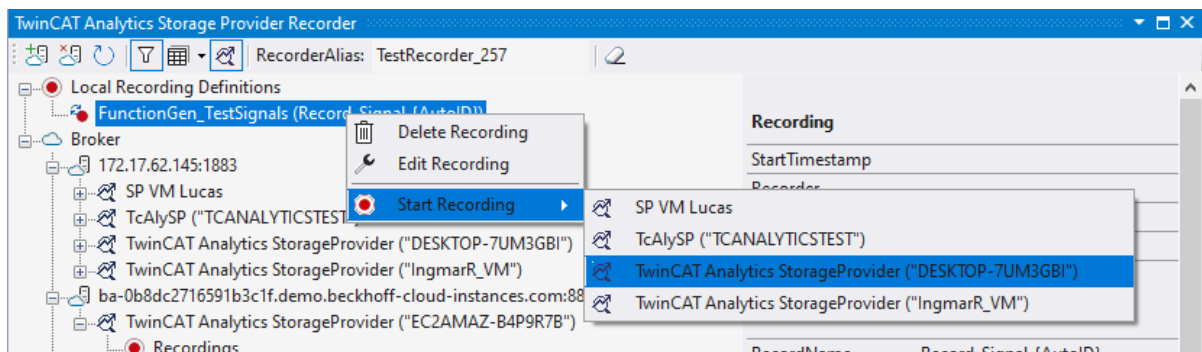 TwinCAT Analytics Storage Provider Recorder
RecorderAlias: TestRecorder_257
Local Recording Definitions
FunctionGen_TestSignals (Record_Signal_{AutoID})
Delete Recording
Recording
Broker
Edit Recording
StartTimestamp
172.17.62.145:1883
Recorder
SP VM Lucas
Start Recording
SP VM Lucas
TcAlySP ("TCANALYTICSTEST
TcAlySP ("TCANALYTICSTEST")
TwinCAT Analytics StorageProvider ("DESKTOP-7UM3GBI")
TwinCAT Analytics StorageProvider ("DESKTOP-7UM3GBI")
TwinCAT Analytics StorageProvider ("IngmarR_VM")
TwinCAT Analytics StorageProvider ("IngmarR_VM")
ba-0b8dc2716591b3c1f.demo.beckhoff-cloud-instances.com:88
TwinCAT Analytics StorageProvider ("EC2AMAZ-B4P9R7B")
Recordings
RecordName Record_Signal_{AutoID}